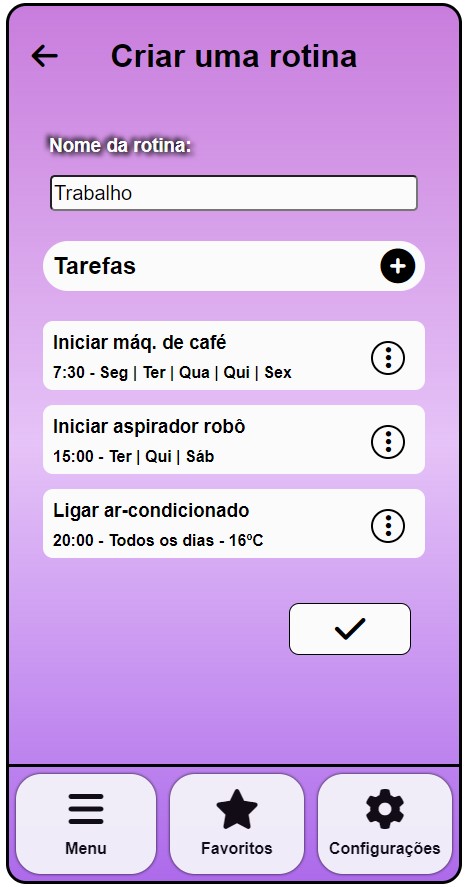 Criar uma rotina
Nome da rotina:
Trabalho
Tarefas
Iniciar máq. de café
7:30 - Seg | Ter | Qua | Qui | Sex
Iniciar aspirador robô
15:00 - Ter | Qui | Sáb
Ligar ar-condicionado
20:00 - Todos os dias - 16ºC
Menu
Favoritos
Configurações